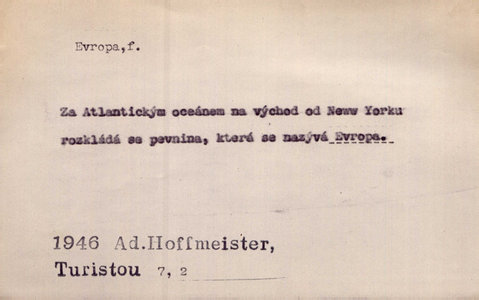 Evropa,f.
Za Atlantickým oceánem na východ od Neww Yorku
rozkládá se pevnina, která se nazývá Evropa.
1946 Ad.Hoffmeister,
Turistou 7, 2